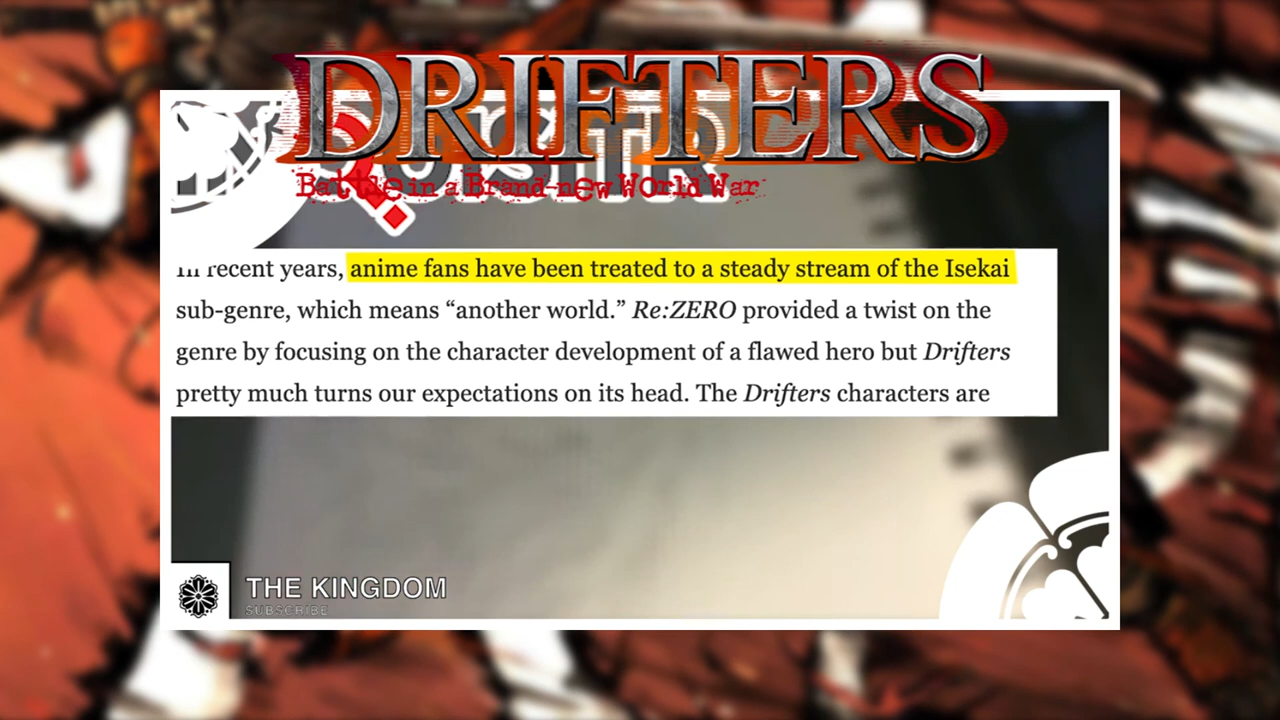 DRIFTERS
Battle in a Brand-new World War
In recent years, anime fans have been treated to a steady stream of the Isekai
sub-genre, which means “another world.” Re:ZERO provided a twist on the
genre by focusing on the character development of a flawed hero but Drifters
pretty much turns our expectations on its head. The Drifters characters are
THE KINGDOM
SUBSCRIBE